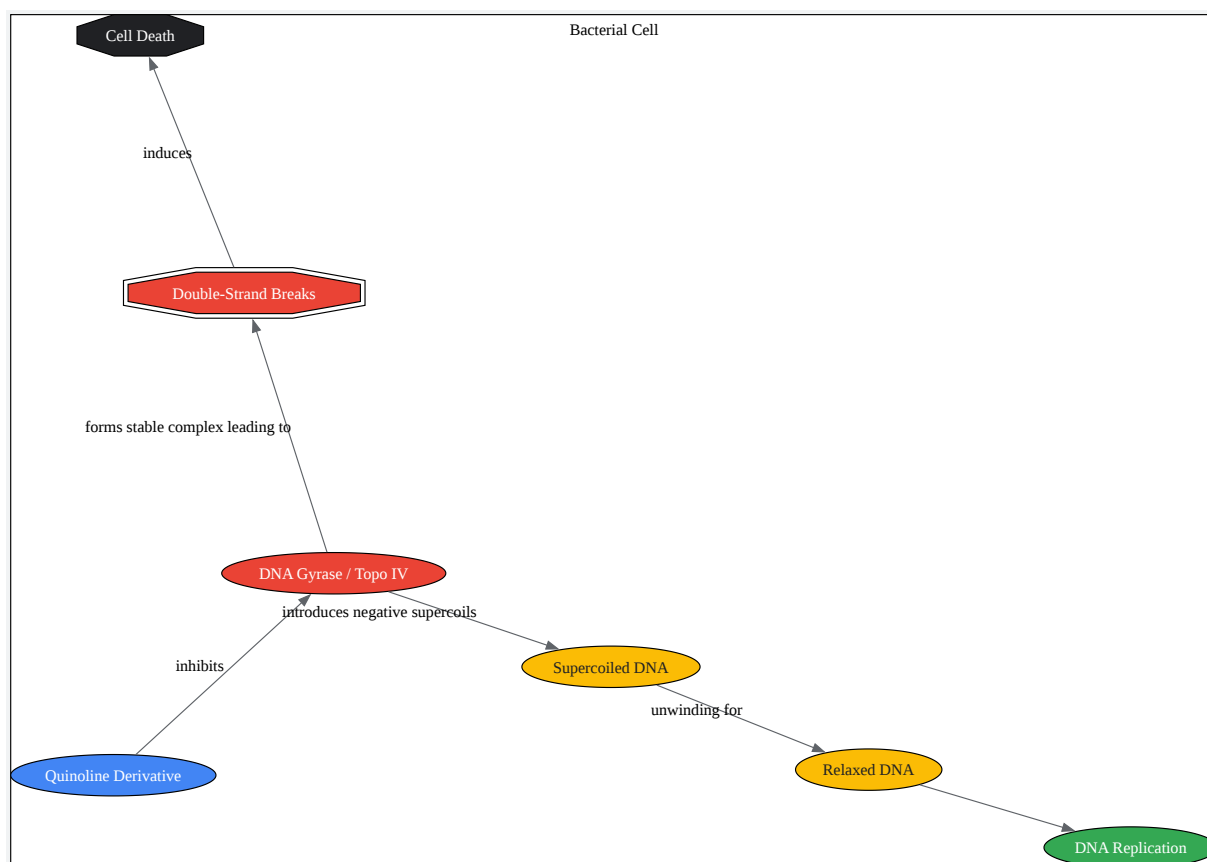 Bacterial Cell
Cell Death
induces
Double-Strand Breaks
forms stable complex leading to
DNA Gyrase / Topo IV
introduces negative supercoils
inhibits
Supercoiled DNA
unwinding for
Quinoline Derivative
Relaxed DNA
DNA Replication